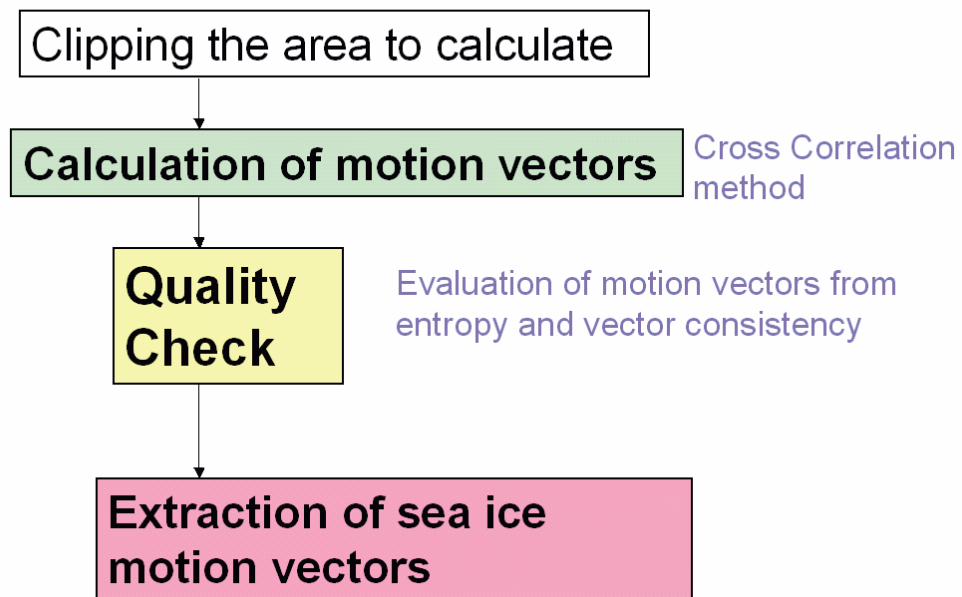 Clipping the area to calculate
Calculation of motion vectors
Cross Correlation
method
Quality
Check
Evaluation of motion vectors from
entropy and vector consistency
Extraction of sea ice
motion vectors